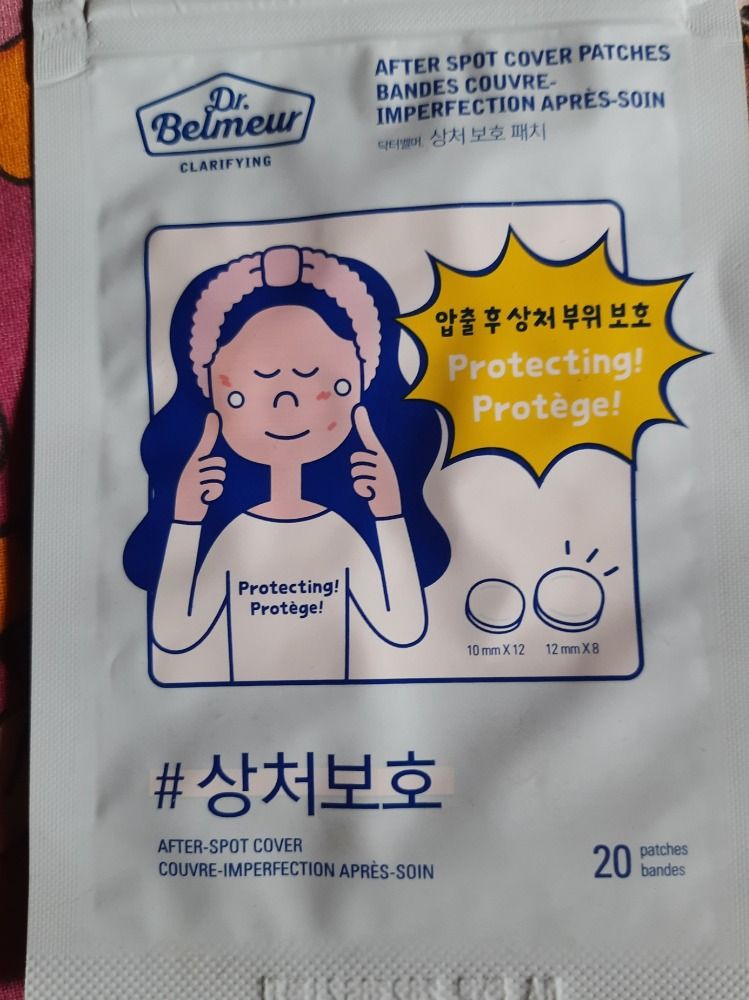 Dr.
Belmeur
CLARIFYING
AFTER SPOT COVER PATCHES
BANDES COUVRE-
IMPERFECTION APRÈS-SOIN
닥터벨머 상처 보호 패치
압출 후 상처 부위 보호
Protecting!
Protège!
Protecting!
Protège!
10 mm X 12
12 mm X 8
# 상처보호
AFTER-SPOT COVER
COUVRE-IMPERFECTION APRÈS-SOIN
20 patches
bandes